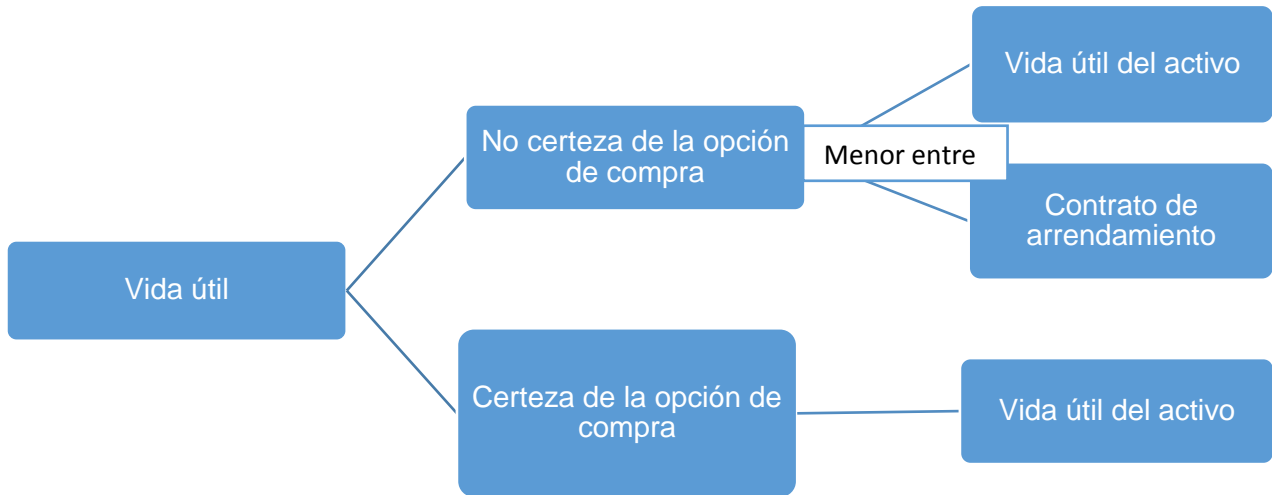 Vida útil del activo
No certeza de la opción
de compra
Menor entre
Contrato de
arrendamiento
Vida útil
Certeza de la opción de
compra
Vida útil del activo